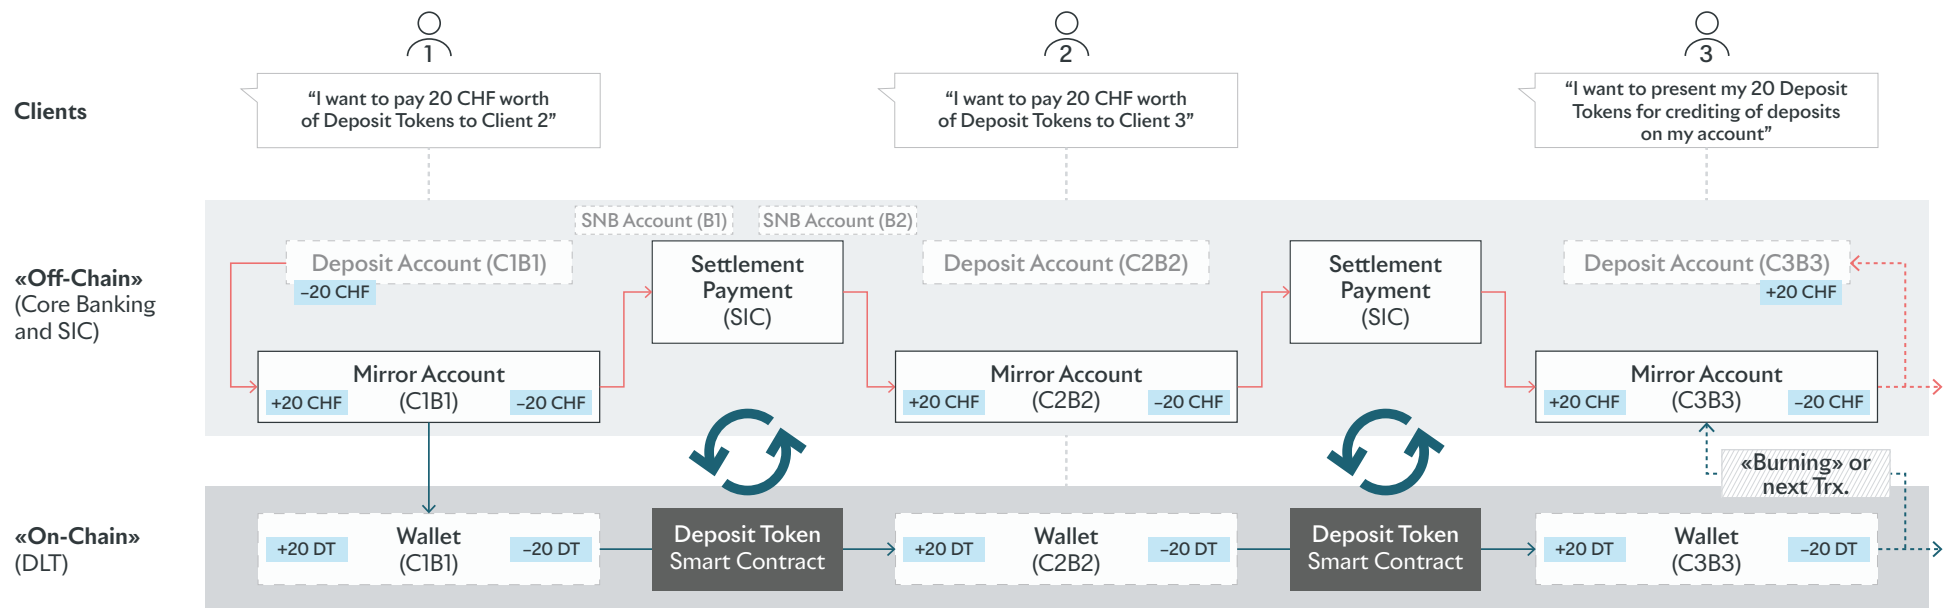 1
2
3
Clients
“I want to pay 20 CHF worth
of Deposit Tokens to Client 2”
“I want to pay 20 CHF worth
of Deposit Tokens to Client 3”
“I want to present my 20 Deposit
Tokens for crediting of deposits
on my account”
«Off-Chain»
(Core Banking
and SIC)
SNB Account (B1)
SNB Account (B2)
Deposit Account (C1B1)
–20 CHF
Settlement
Payment
(SIC)
Deposit Account (C2B2)
Settlement
Payment
(SIC)
Deposit Account (C3B3)
+20 CHF
Mirror Account
(C1B1)
+20 CHF
–20 CHF
Mirror Account
(C2B2)
+20 CHF
–20 CHF
Mirror Account
(C3B3)
+20 CHF
–20 CHF
«Burning» or
next Trx.
«On-Chain»
(DLT)
+20 DT
Wallet
(C1B1)
–20 DT
Deposit Token
Smart Contract
+20 DT
Wallet
(C2B2)
–20 DT
Deposit Token
Smart Contract
+20 DT
Wallet
(C3B3)
–20 DT